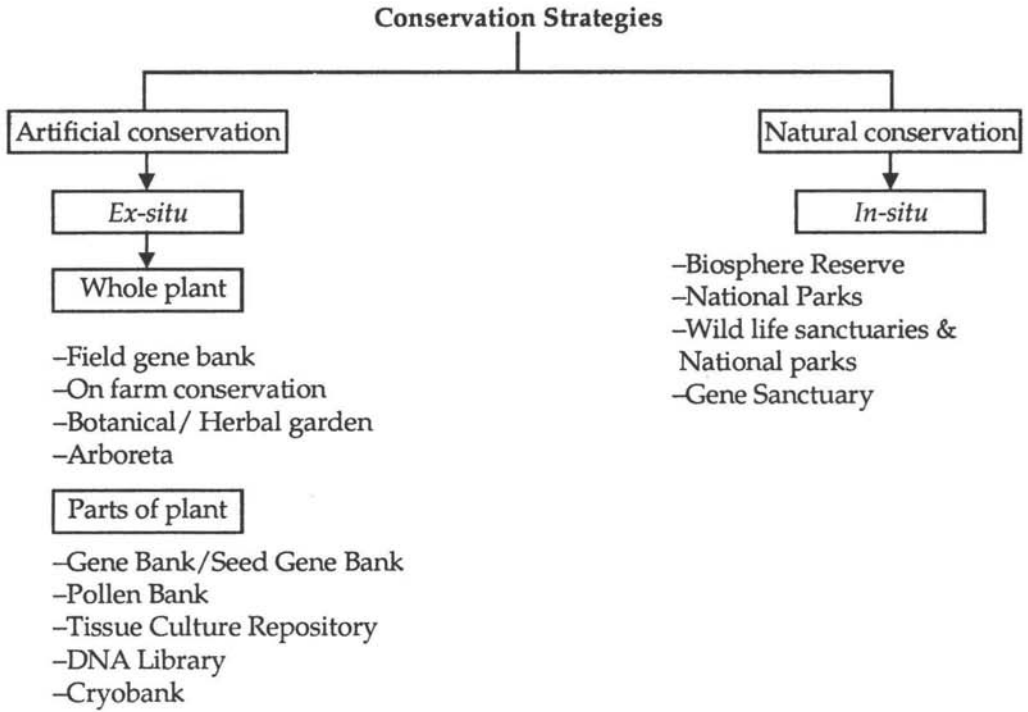 Conservation Strategies
Artificial conservation
Ex-situ
Whole plant
–Field gene bank
–On farm conservation
–Botanical/ Herbal garden
–Arboreta
Parts of plant
–Gene Bank/Seed Gene Bank
–Pollen Bank
–Tissue Culture Repository
–DNA Library
–Cryobank
Natural conservation
In-situ
–Biosphere Reserve
–National Parks
–Wild life sanctuaries &
National parks
–Gene Sanctuary